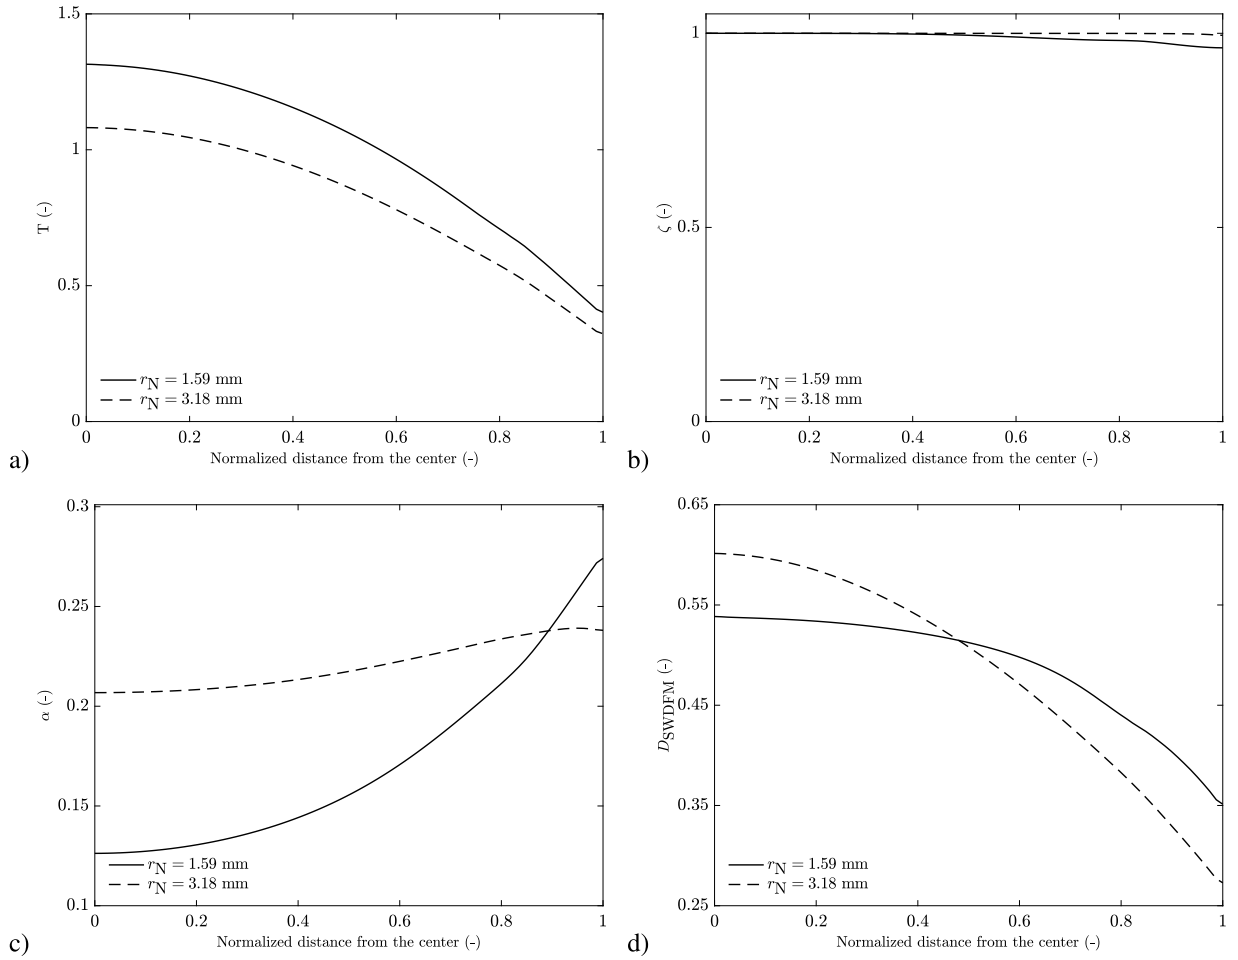 1.5
1
0.5
0
T (-)
r_N = 1.59 mm
r_N = 3.18 mm
0 0.2 0.4 0.6 0.8 1
Normalized distance from the center (-)
a)
1
0.5
0
ζ (-)
r_N = 1.59 mm
r_N = 3.18 mm
0 0.2 0.4 0.6 0.8 1
Normalized distance from the center (-)
b)
0.3
0.25
0.2
0.15
0.1
α (-)
r_N = 1.59 mm
r_N = 3.18 mm
0 0.2 0.4 0.6 0.8 1
Normalized distance from the center (-)
c)
0.65
0.55
0.45
0.35
0.25
D_SWDFM (-)
r_N = 1.59 mm
r_N = 3.18 mm
0 0.2 0.4 0.6 0.8 1
Normalized distance from the center (-)
d)